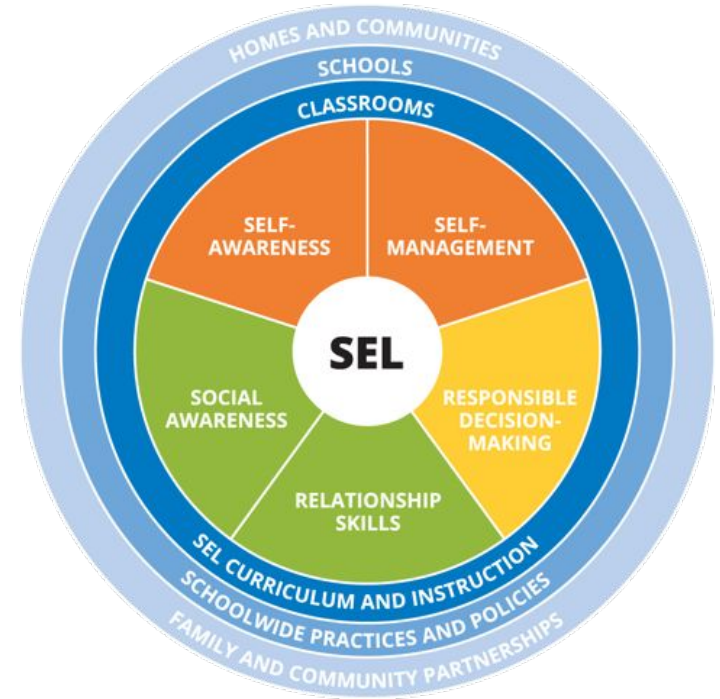 HOMES AND COMMUNITIES
SCHOOLS
CLASSROOMS
SELF-
AWARENESS
SELF-
MANAGEMENT
SEL
SOCIAL
AWARENESS
RESPONSIBLE
DECISION-
MAKING
RELATIONSHIP
SKILLS
SEL CURRICULUM AND INSTRUCTION
SCHOOLWIDE PRACTICES AND POLICIES
FAMILY AND COMMUNITY PARTNERSHIPS